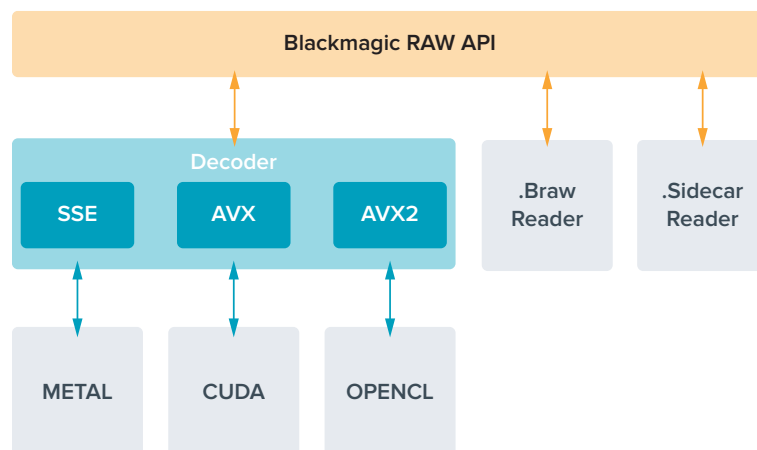 Blackmagic RAW API
Decoder
SSE
AVX
AVX2
.Braw
Reader
.Sidecar
Reader
METAL
CUDA
OPENCL